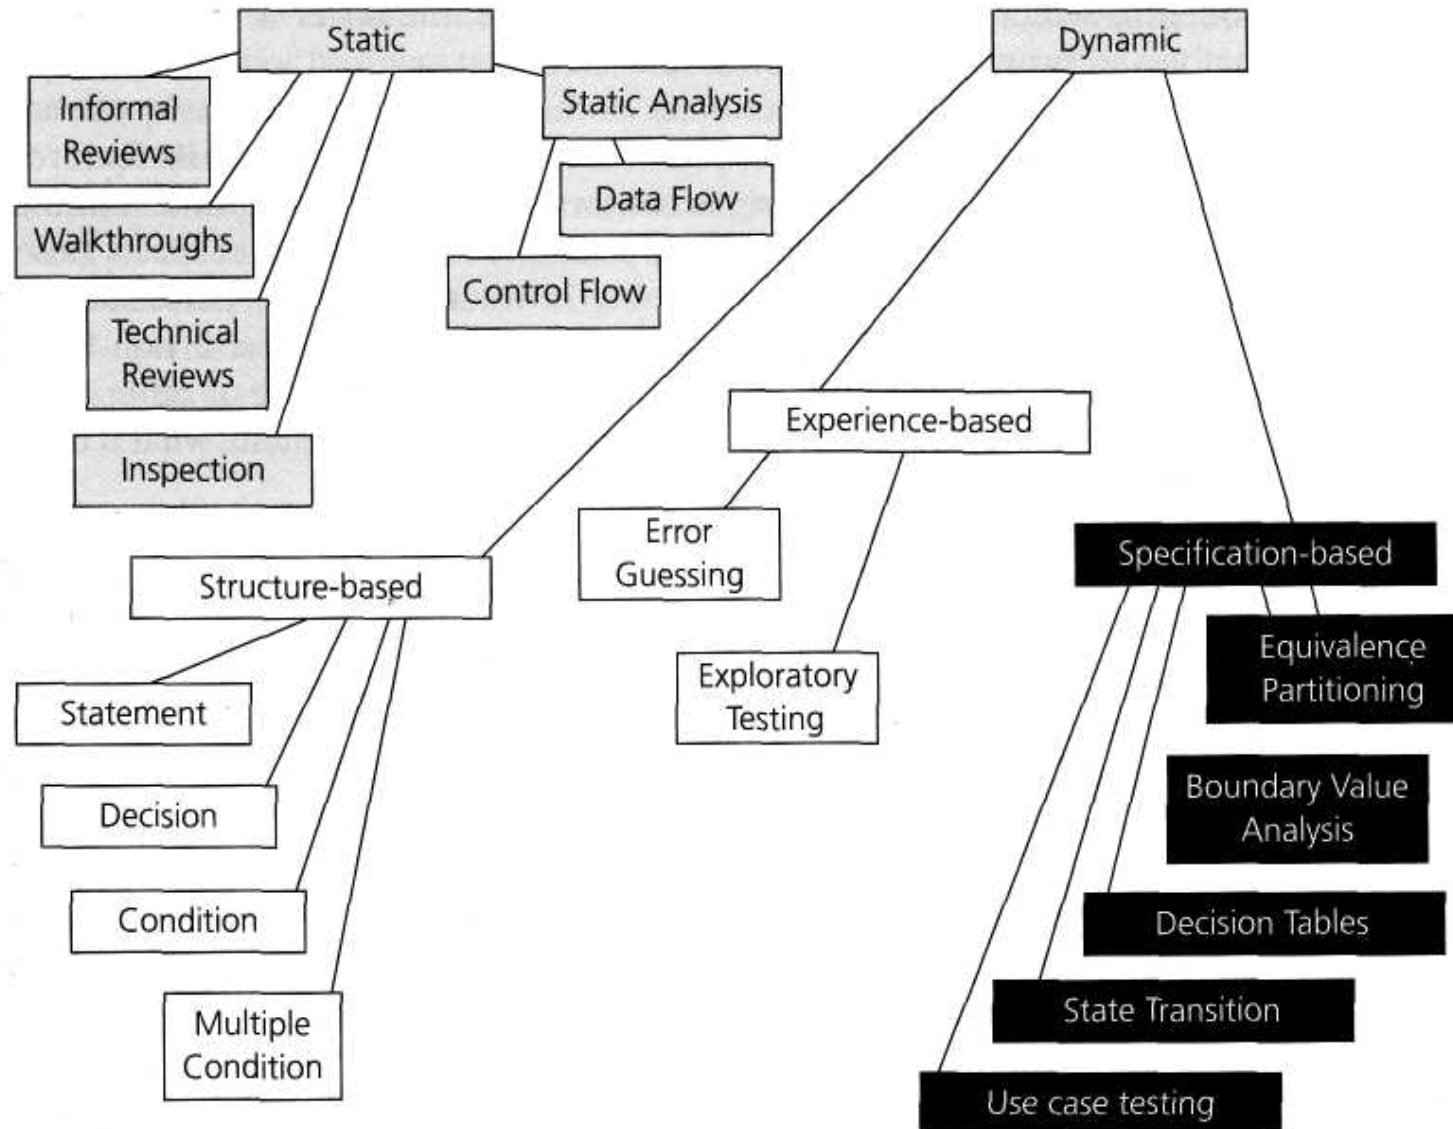 Static
Dynamic
Informal
Reviews
Static Analysis
Data Flow
Walkthroughs
Control Flow
Technical
Reviews
Inspection
Experience-based
Error
Guessing
Exploratory
Testing
Structure-based
Statement
Decision
Condition
Multiple
Condition
Specification-based
Equivalence
Partitioning
Boundary Value
Analysis
Decision Tables
State Transition
Use case testing